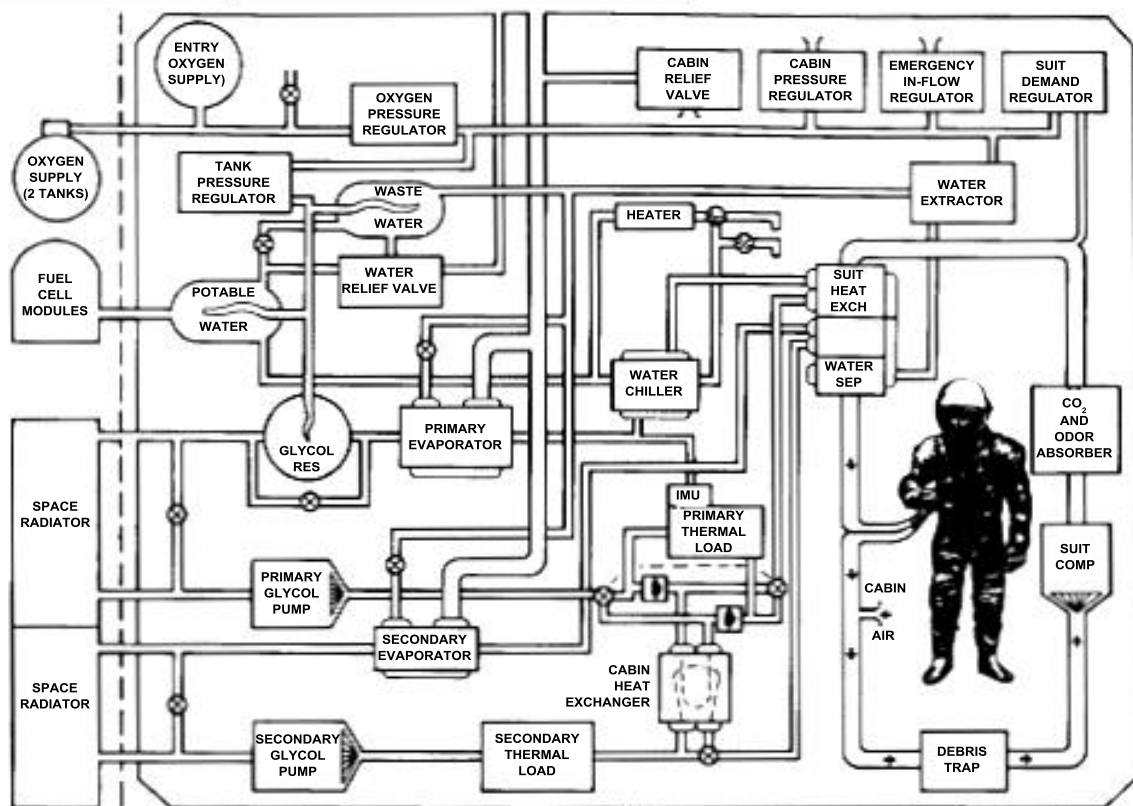 ENTRY
OXYGEN
SUPPLY)
OXYGEN
SUPPLY
(2 TANKS)
OXYGEN
PRESSURE
REGULATOR
CABIN
RELIEF
VALVE
CABIN
PRESSURE
REGULATOR
EMERGENCY
IN-FLOW
REGULATOR
SUIT
DEMAND
REGULATOR
TANK
PRESSURE
REGULATOR
WASTE
WATER
HEATER
WATER
EXTRACTOR
FUEL
CELL
MODULES
POTABLE
WATER
WATER
RELIEF VALVE
SUIT
HEAT
EXCH
WATER
SEP
WATER
CHILLER
GLYCOL
RES
PRIMARY
EVAPORATOR
CO2
AND
ODOR
ABSORBER
SPACE
RADIATOR
IMU
PRIMARY
THERMAL
LOAD
SUIT
COMP
PRIMARY
GLYCOL
PUMP
CABIN
AIR
SECONDARY
EVAPORATOR
CABIN
HEAT
EXCHANGER
SPACE
RADIATOR
SECONDARY
GLYCOL
PUMP
SECONDARY
THERMAL
LOAD
DEBRIS
TRAP